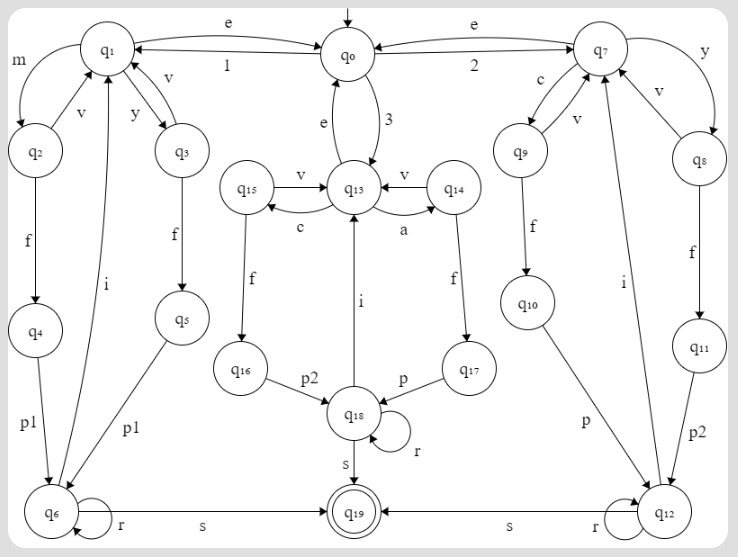 e e
q1 q0 q7
m l 2 y
v y v e 3 c v v
q2 q3 q9 q8
q15 v q13 v q14
c a
f f f f f f
i i i
q4 q5 q10 q11
q16 p2 p q17
q18
p1 p1 r p p2
s
q6 r s q19 s r q12